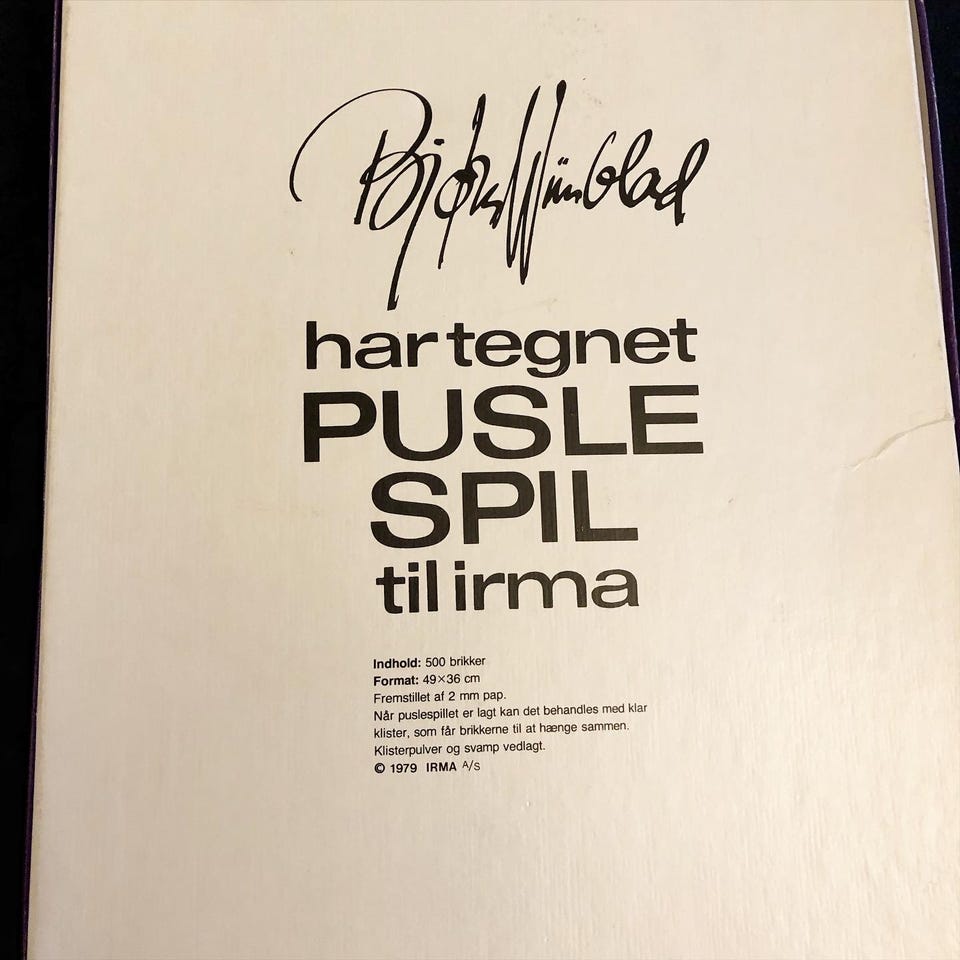 Bjørn Wiinblad
har tegnet
PUSLE
SPIL
til irma
Indhold: 500 brikker
Format: 49×36 cm
Fremstillet af 2 mm pap.
Når puslespillet er lagt kan det behandles med klar
klister, som får brikkerne til at hænge sammen.
Klisterpulver og svamp vedlagt.
© 1979 IRMA A/S